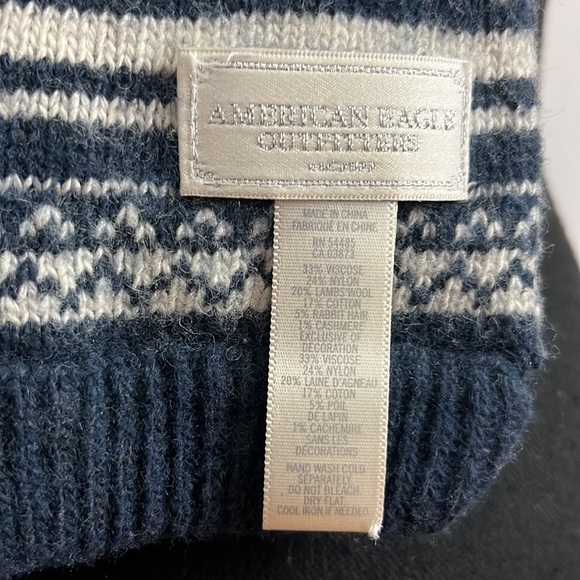 AMERICAN EAGLE
OUTFITTERS
MADE IN CHINA
FABRIQUÉ EN CHINE
RN 54485
CA 03873
33% VISCOSE
24% NYLON
20% LAMBSWOOL
17% COTTON
5% RABBIT HAIR
1% CASHMERE
EXCLUSIVE OF
DECORATION
33% VISCOSE
24% NYLON
20% LAINE D'AGNEAU
17% COTON
5% POIL
DE LAPIN
1% CACHEMIRE
SANS LES
DÉCORATIONS
HAND WASH COLD
SEPARATELY.
DO NOT BLEACH.
DRY FLAT.
COOL IRON IF NEEDED.